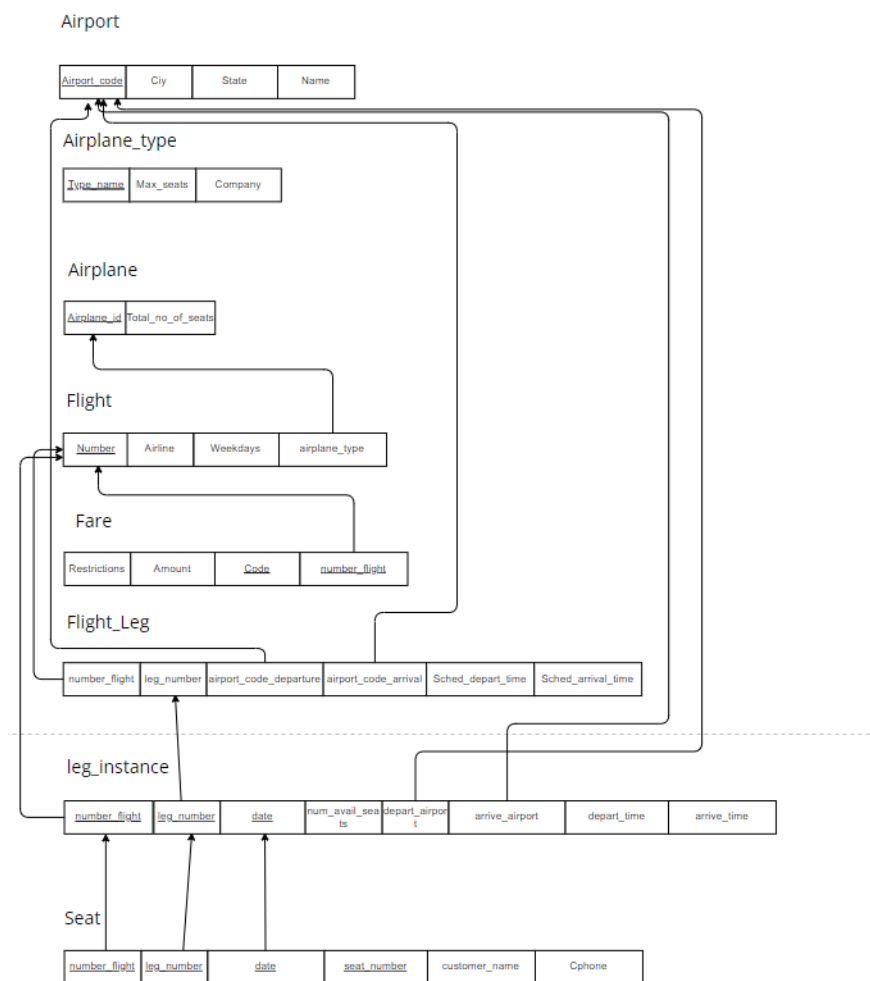 Airport
Airport_code Ciy State Name
Airplane_type
Type_name Max_seats Company
Airplane
Airplane_id Total_no_of_seats
Flight
Number Airline Weekdays airplane_type
Fare
Restrictions Amount Code number_flight
Flight_Leg
number_flight leg_number airport_code_departure airport_code_arrival Sched_depart_time Sched_arrival_time
leg_instance
number_flight leg_number date num_avail_sea
ts depart_airpor
t arrive_airport depart_time arrive_time
Seat
number_flight leg_number date seat_number customer_name Cphone